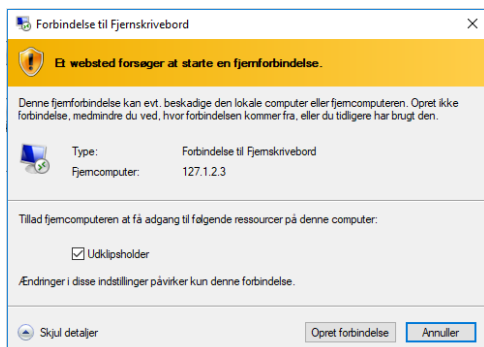 Forbindelse til Fjernskrivebord
Et websted forsøger at starte en fjernforbindelse.
Denne fjernforbindelse kan evt. beskadige den lokale computer eller fjerncomputeren. Opret ikke
forbindelse, medmindre du ved, hvor forbindelsen kommer fra, eller du tidligere har brugt den.
Type: Forbindelse til Fjernskrivebord
Fjerncomputer: 127.1.2.3
Tillad fjerncomputeren at få adgang til følgende ressourcer på denne computer:
Udklipsholder
Ændringer i disse indstillinger påvirker kun denne forbindelse.
Skjul detaljer Opret forbindelse Annuller